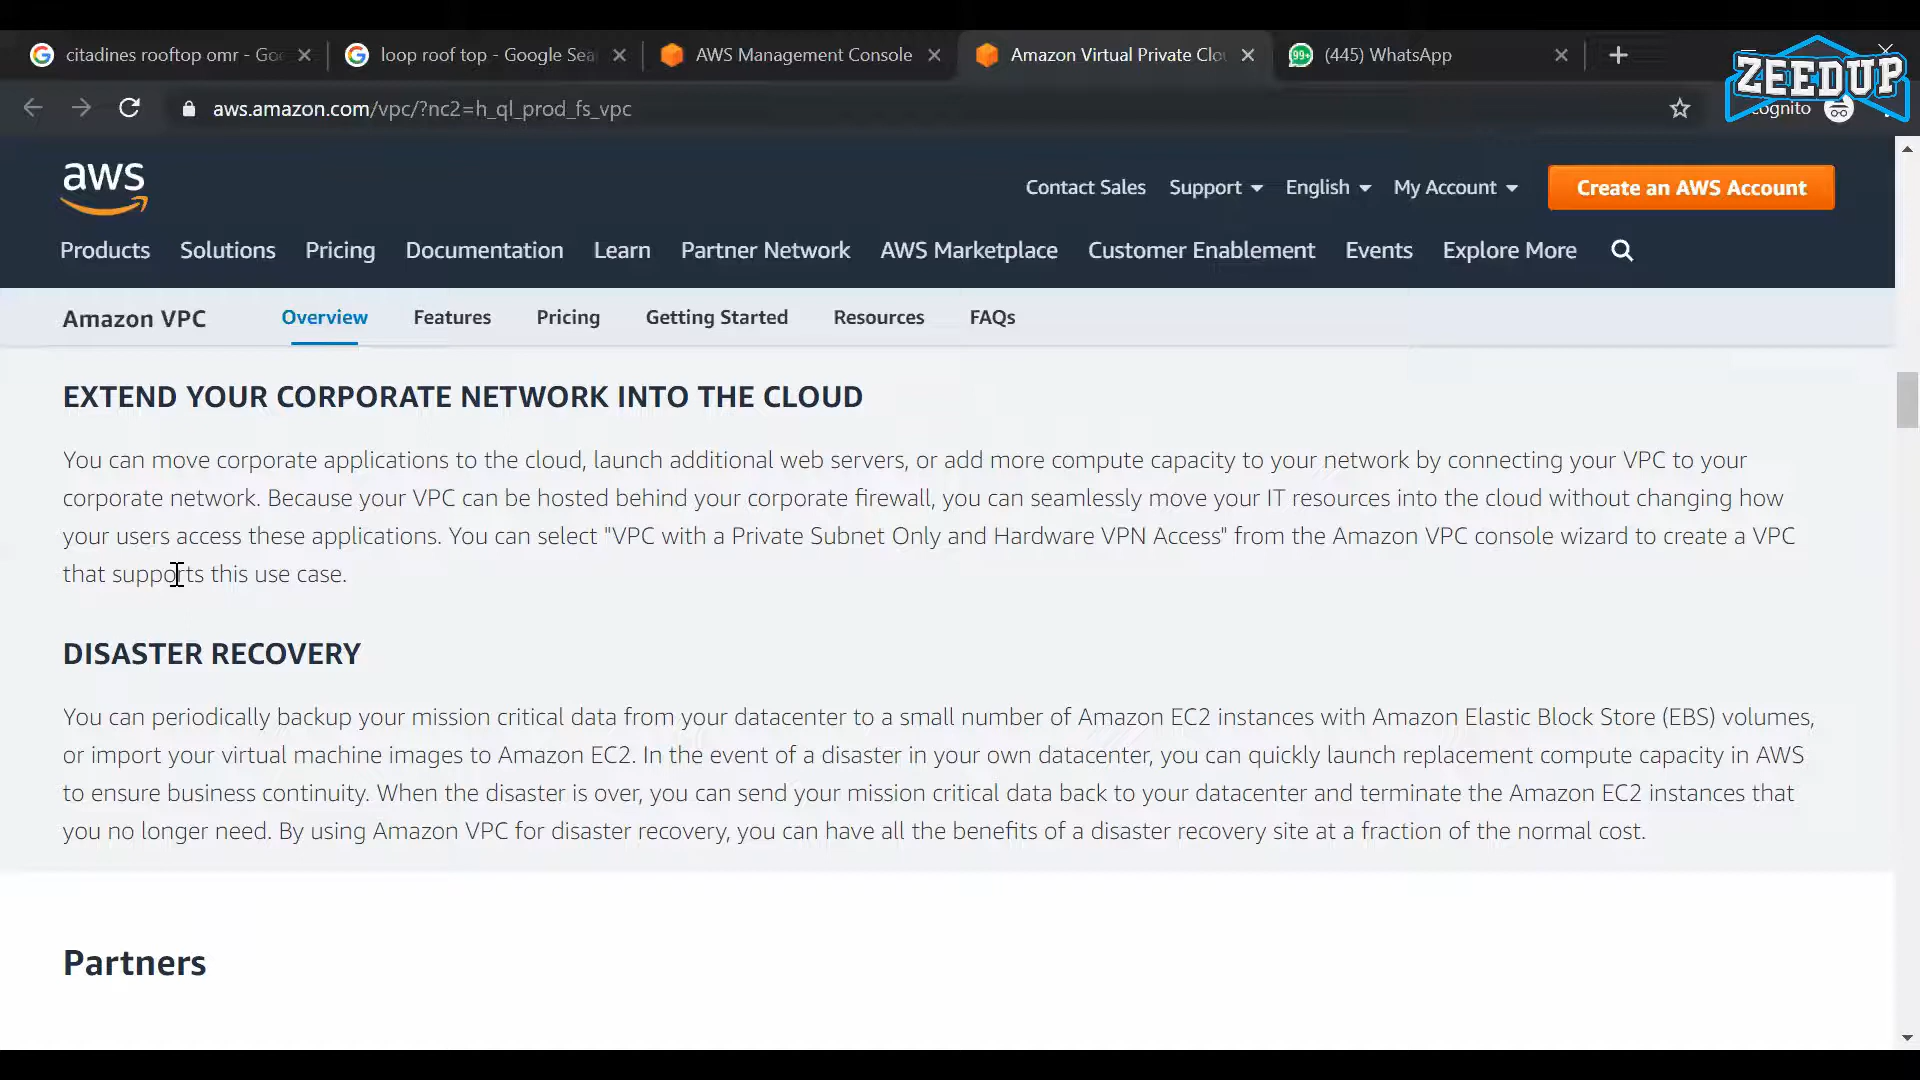 citadines rooftop omr - Goo
loop roof top - Google Sea
AWS Management Console
Amazon Virtual Private Clou
99+
(445) WhatsApp
ZEEDUP
aws.amazon.com/vpc/?nc2=h_ql_prod_fs_vpc
cognito
aws
Contact Sales
Support
English
My Account
Create an AWS Account
Products
Solutions
Pricing
Documentation
Learn
Partner Network
AWS Marketplace
Customer Enablement
Events
Explore More
Amazon VPC
Overview
Features
Pricing
Getting Started
Resources
FAQs
EXTEND YOUR CORPORATE NETWORK INTO THE CLOUD
You can move corporate applications to the cloud, launch additional web servers, or add more compute capacity to your network by connecting your VPC to your
corporate network. Because your VPC can be hosted behind your corporate firewall, you can seamlessly move your IT resources into the cloud without changing how
your users access these applications. You can select "VPC with a Private Subnet Only and Hardware VPN Access" from the Amazon VPC console wizard to create a VPC
that supports this use case.
DISASTER RECOVERY
You can periodically backup your mission critical data from your datacenter to a small number of Amazon EC2 instances with Amazon Elastic Block Store (EBS) volumes,
or import your virtual machine images to Amazon EC2. In the event of a disaster in your own datacenter, you can quickly launch replacement compute capacity in AWS
to ensure business continuity. When the disaster is over, you can send your mission critical data back to your datacenter and terminate the Amazon EC2 instances that
you no longer need. By using Amazon VPC for disaster recovery, you can have all the benefits of a disaster recovery site at a fraction of the normal cost.
Partners